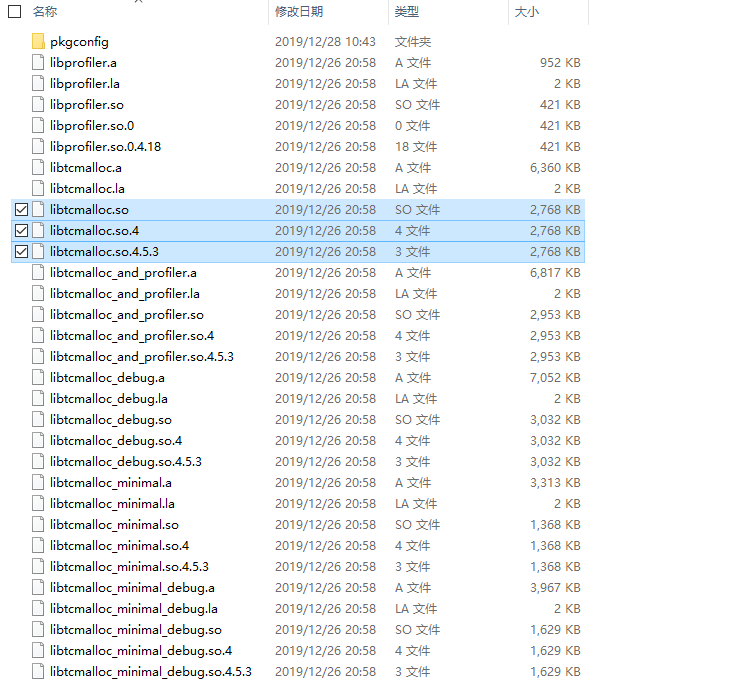 名称 修改日期 类型 大小
pkgconfig 2019/12/28 10:43 文件夹
libprofiler.a 2019/12/26 20:58 A 文件 952 KB
libprofiler.la 2019/12/26 20:58 LA 文件 2 KB
libprofiler.so 2019/12/26 20:58 SO 文件 421 KB
libprofiler.so.0 2019/12/26 20:58 0 文件 421 KB
libprofiler.so.0.4.18 2019/12/26 20:58 18 文件 421 KB
libtcmalloc.a 2019/12/26 20:58 A 文件 6,360 KB
libtcmalloc.la 2019/12/26 20:58 LA 文件 2 KB
libtcmalloc.so 2019/12/26 20:58 SO 文件 2,768 KB
libtcmalloc.so.4 2019/12/26 20:58 4 文件 2,768 KB
libtcmalloc.so.4.5.3 2019/12/26 20:58 3 文件 2,768 KB
libtcmalloc_and_profiler.a 2019/12/26 20:58 A 文件 6,817 KB
libtcmalloc_and_profiler.la 2019/12/26 20:58 LA 文件 2 KB
libtcmalloc_and_profiler.so 2019/12/26 20:58 SO 文件 2,953 KB
libtcmalloc_and_profiler.so.4 2019/12/26 20:58 4 文件 2,953 KB
libtcmalloc_and_profiler.so.4.5.3 2019/12/26 20:58 3 文件 2,953 KB
libtcmalloc_debug.a 2019/12/26 20:58 A 文件 7,052 KB
libtcmalloc_debug.la 2019/12/26 20:58 LA 文件 2 KB
libtcmalloc_debug.so 2019/12/26 20:58 SO 文件 3,032 KB
libtcmalloc_debug.so.4 2019/12/26 20:58 4 文件 3,032 KB
libtcmalloc_debug.so.4.5.3 2019/12/26 20:58 3 文件 3,032 KB
libtcmalloc_minimal.a 2019/12/26 20:58 A 文件 3,313 KB
libtcmalloc_minimal.la 2019/12/26 20:58 LA 文件 2 KB
libtcmalloc_minimal.so 2019/12/26 20:58 SO 文件 1,368 KB
libtcmalloc_minimal.so.4 2019/12/26 20:58 4 文件 1,368 KB
libtcmalloc_minimal.so.4.5.3 2019/12/26 20:58 3 文件 1,368 KB
libtcmalloc_minimal_debug.a 2019/12/26 20:58 A 文件 3,967 KB
libtcmalloc_minimal_debug.la 2019/12/26 20:58 LA 文件 2 KB
libtcmalloc_minimal_debug.so 2019/12/26 20:58 SO 文件 1,629 KB
libtcmalloc_minimal_debug.so.4 2019/12/26 20:58 4 文件 1,629 KB
libtcmalloc_minimal_debug.so.4.5.3 2019/12/26 20:58 3 文件 1,629 KB